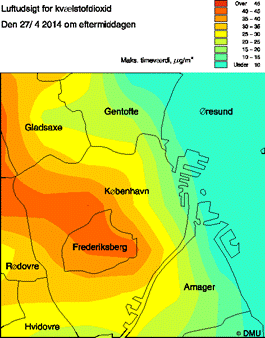 Luftudsigt for kvælstofdioxid
Den 27/ 4 2014 om eftermiddagen
Maks. timeværdi, µg/m³
Over 45
40 - 45
35 - 40
30 - 35
25 - 30
20 - 25
15 - 20
10 - 15
Under 10
Gentofte
Øresund
Gladsaxe
København
Frederiksberg
Rødovre
Amager
Hvidovre
© DMU